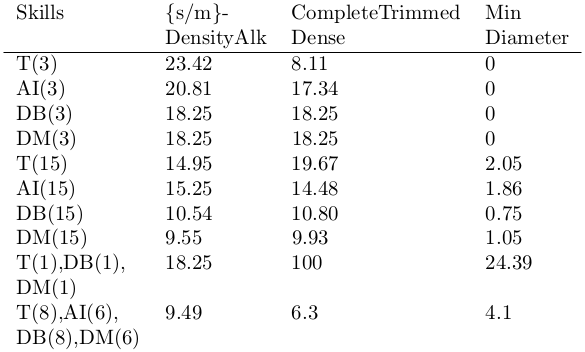 Skills {s/m}- CompleteTrimmed Min
DensityAlk Dense Diameter
T(3) 23.42 8.11 0
AI(3) 20.81 17.34 0
DB(3) 18.25 18.25 0
DM(3) 18.25 18.25 0
T(15) 14.95 19.67 2.05
AI(15) 15.25 14.48 1.86
DB(15) 10.54 10.80 0.75
DM(15) 9.55 9.93 1.05
T(1),DB(1), 18.25 100 24.39
DM(1)
T(8),AI(6), 9.49 6.3 4.1
DB(8),DM(6)